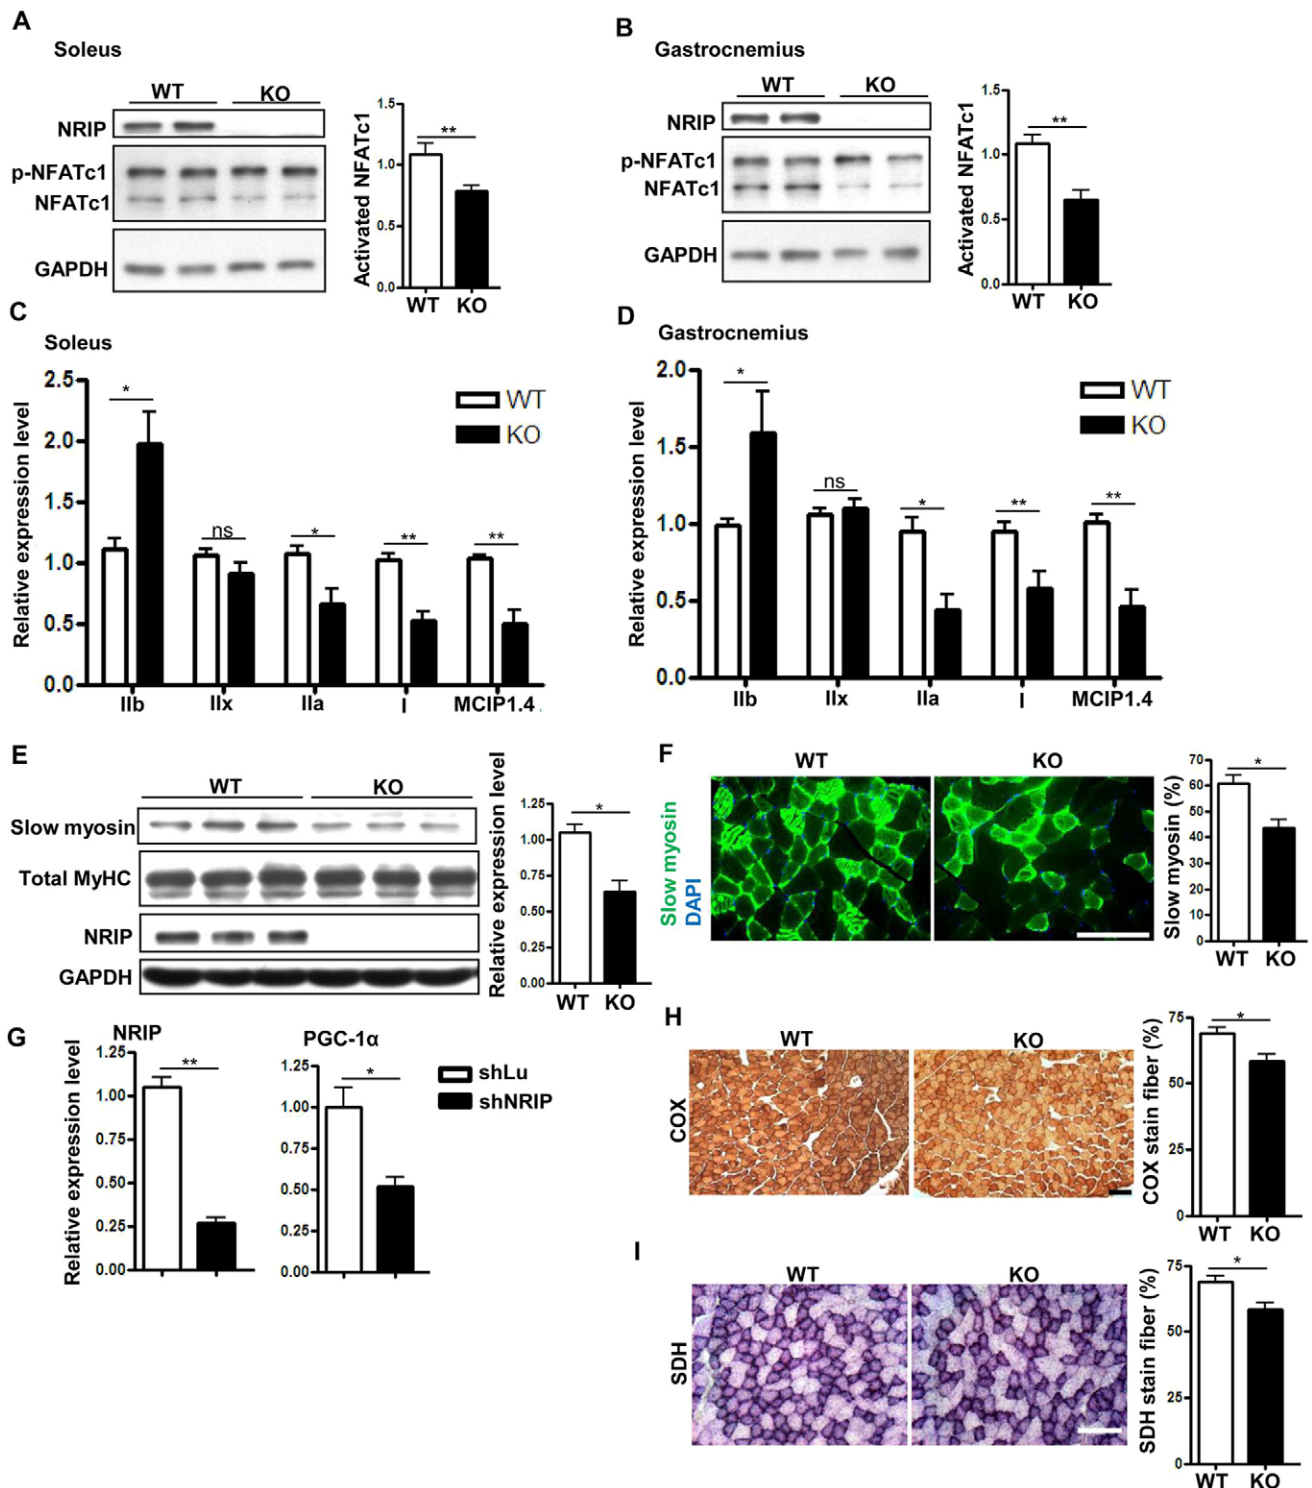 A
Soleus
WT KO
NRIP
p-NFATc1
NFATc1
GAPDH
Activated NFATc1
1.5
1.0
0.5
0.0
**
WT KO
B
Gastrocnemius
WT KO
NRIP
p-NFATc1
NFATc1
GAPDH
Activated NFATc1
1.5
1.0
0.5
0.0
**
WT KO
C
Soleus
Relative expression level
2.5
2.0
1.5
1.0
0.5
0.0
* ns * ** **
WT
KO
IIb IIx IIa I MCIP1.4
D
Gastrocnemius
Relative expression level
2.0
1.5
1.0
0.5
0.0
* ns * ** **
WT
KO
IIb IIx IIa I MCIP1.4
E
WT KO
Slow myosin
Total MyHC
NRIP
GAPDH
Relative expression level
1.25
1.00
0.75
0.50
0.25
0.00
*
WT KO
F
WT KO
Slow myosin
DAPI
Slow myosin (%)
70
60
50
40
30
20
10
0
*
WT KO
G
NRIP
Relative expression level
1.25
1.00
0.75
0.50
0.25
0.00
**
PGC-1α
1.25
1.00
0.75
0.50
0.25
0.00
*
shLu
shNRIP
H
WT KO
COX
COX stain fiber (%)
75
50
25
0
*
WT KO
I
WT KO
SDH
SDH stain fiber (%)
75
50
25
0
*
WT KO